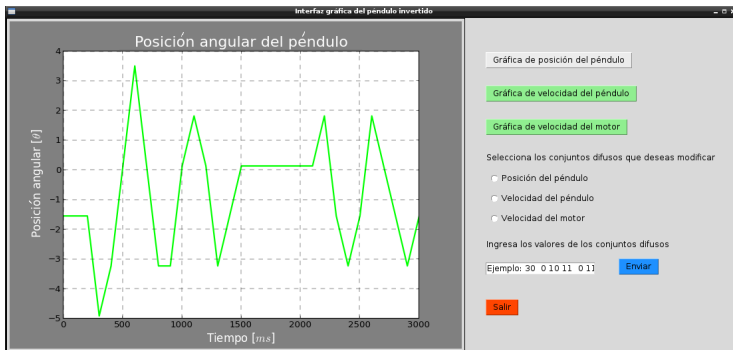 Interfaz gráfica del péndulo invertido
Posición angular del péndulo
Posición angular [θ]
4
3
2
1
0
−1
−2
−3
−4
−5
0 500 1000 1500 2000 2500 3000
Tiempo [ms]
Gráfica de posición del péndulo
Gráfica de velocidad del péndulo
Gráfica de velocidad del motor
Selecciona los conjuntos difusos que deseas modificar
Posición del péndulo
Velocidad del péndulo
Velocidad del motor
Ingresa los valores de los conjuntos difusos
Ejemplo: 30 0 10 11 0 11
Enviar
Salir